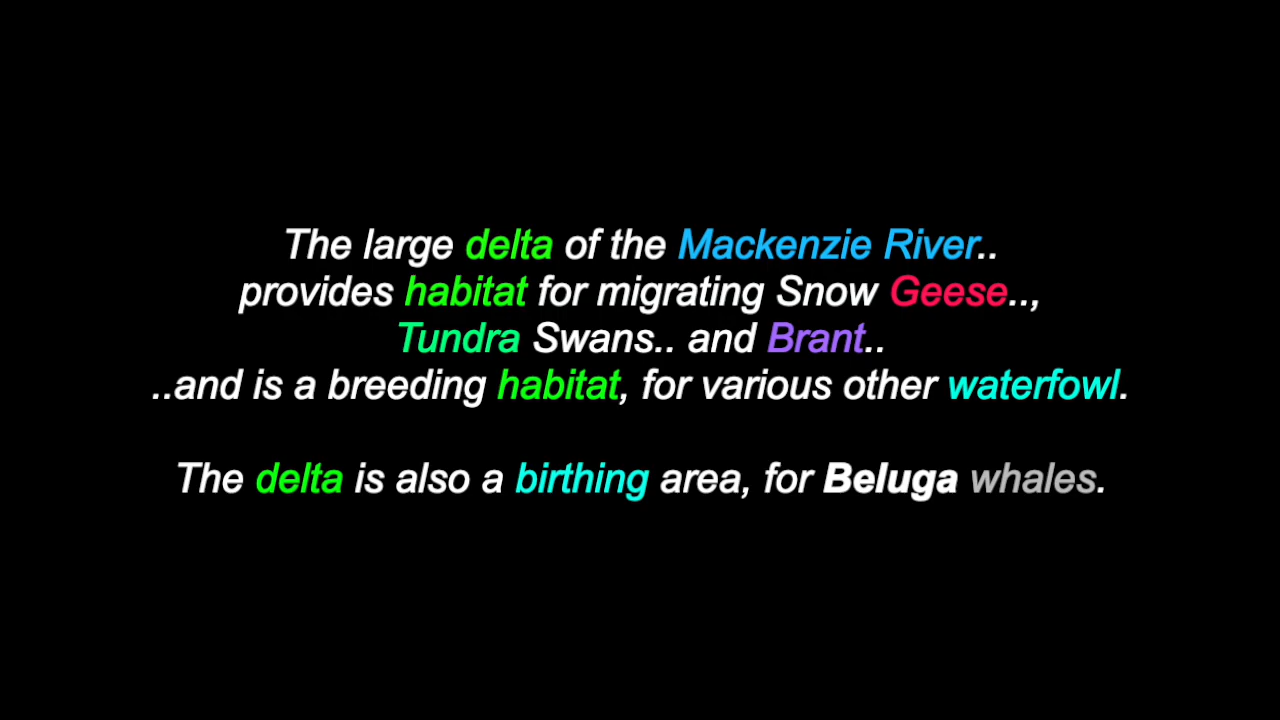 The large delta of the Mackenzie River..
provides habitat for migrating Snow Geese..,
Tundra Swans.. and Brant..
..and is a breeding habitat, for various other waterfowl.
The delta is also a birthing area, for Beluga whales.